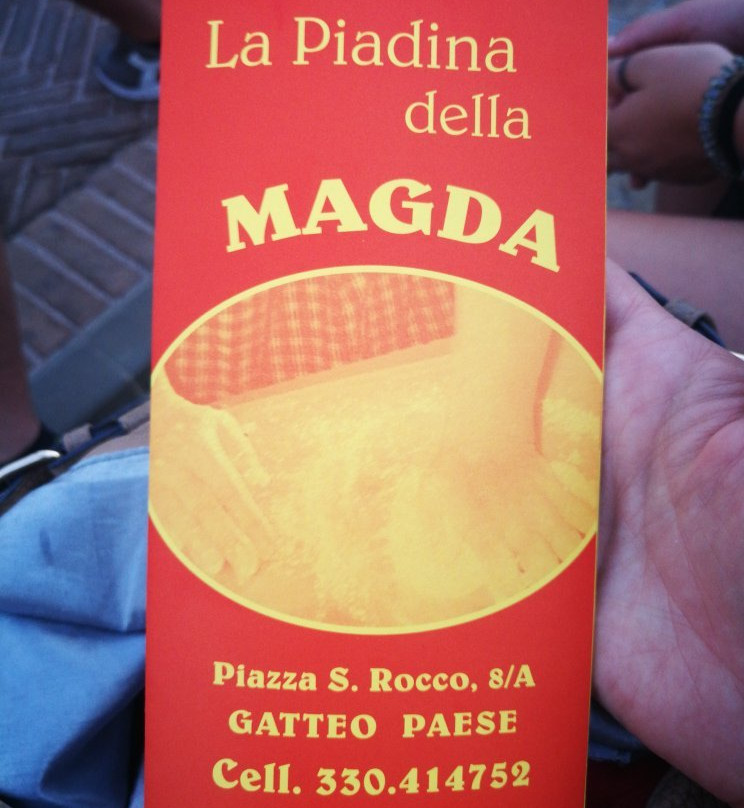 La Piadina
della
MAGDA
Piazza S. Rocco, 8/A
GATTEO PAESE
Cell. 330.414752